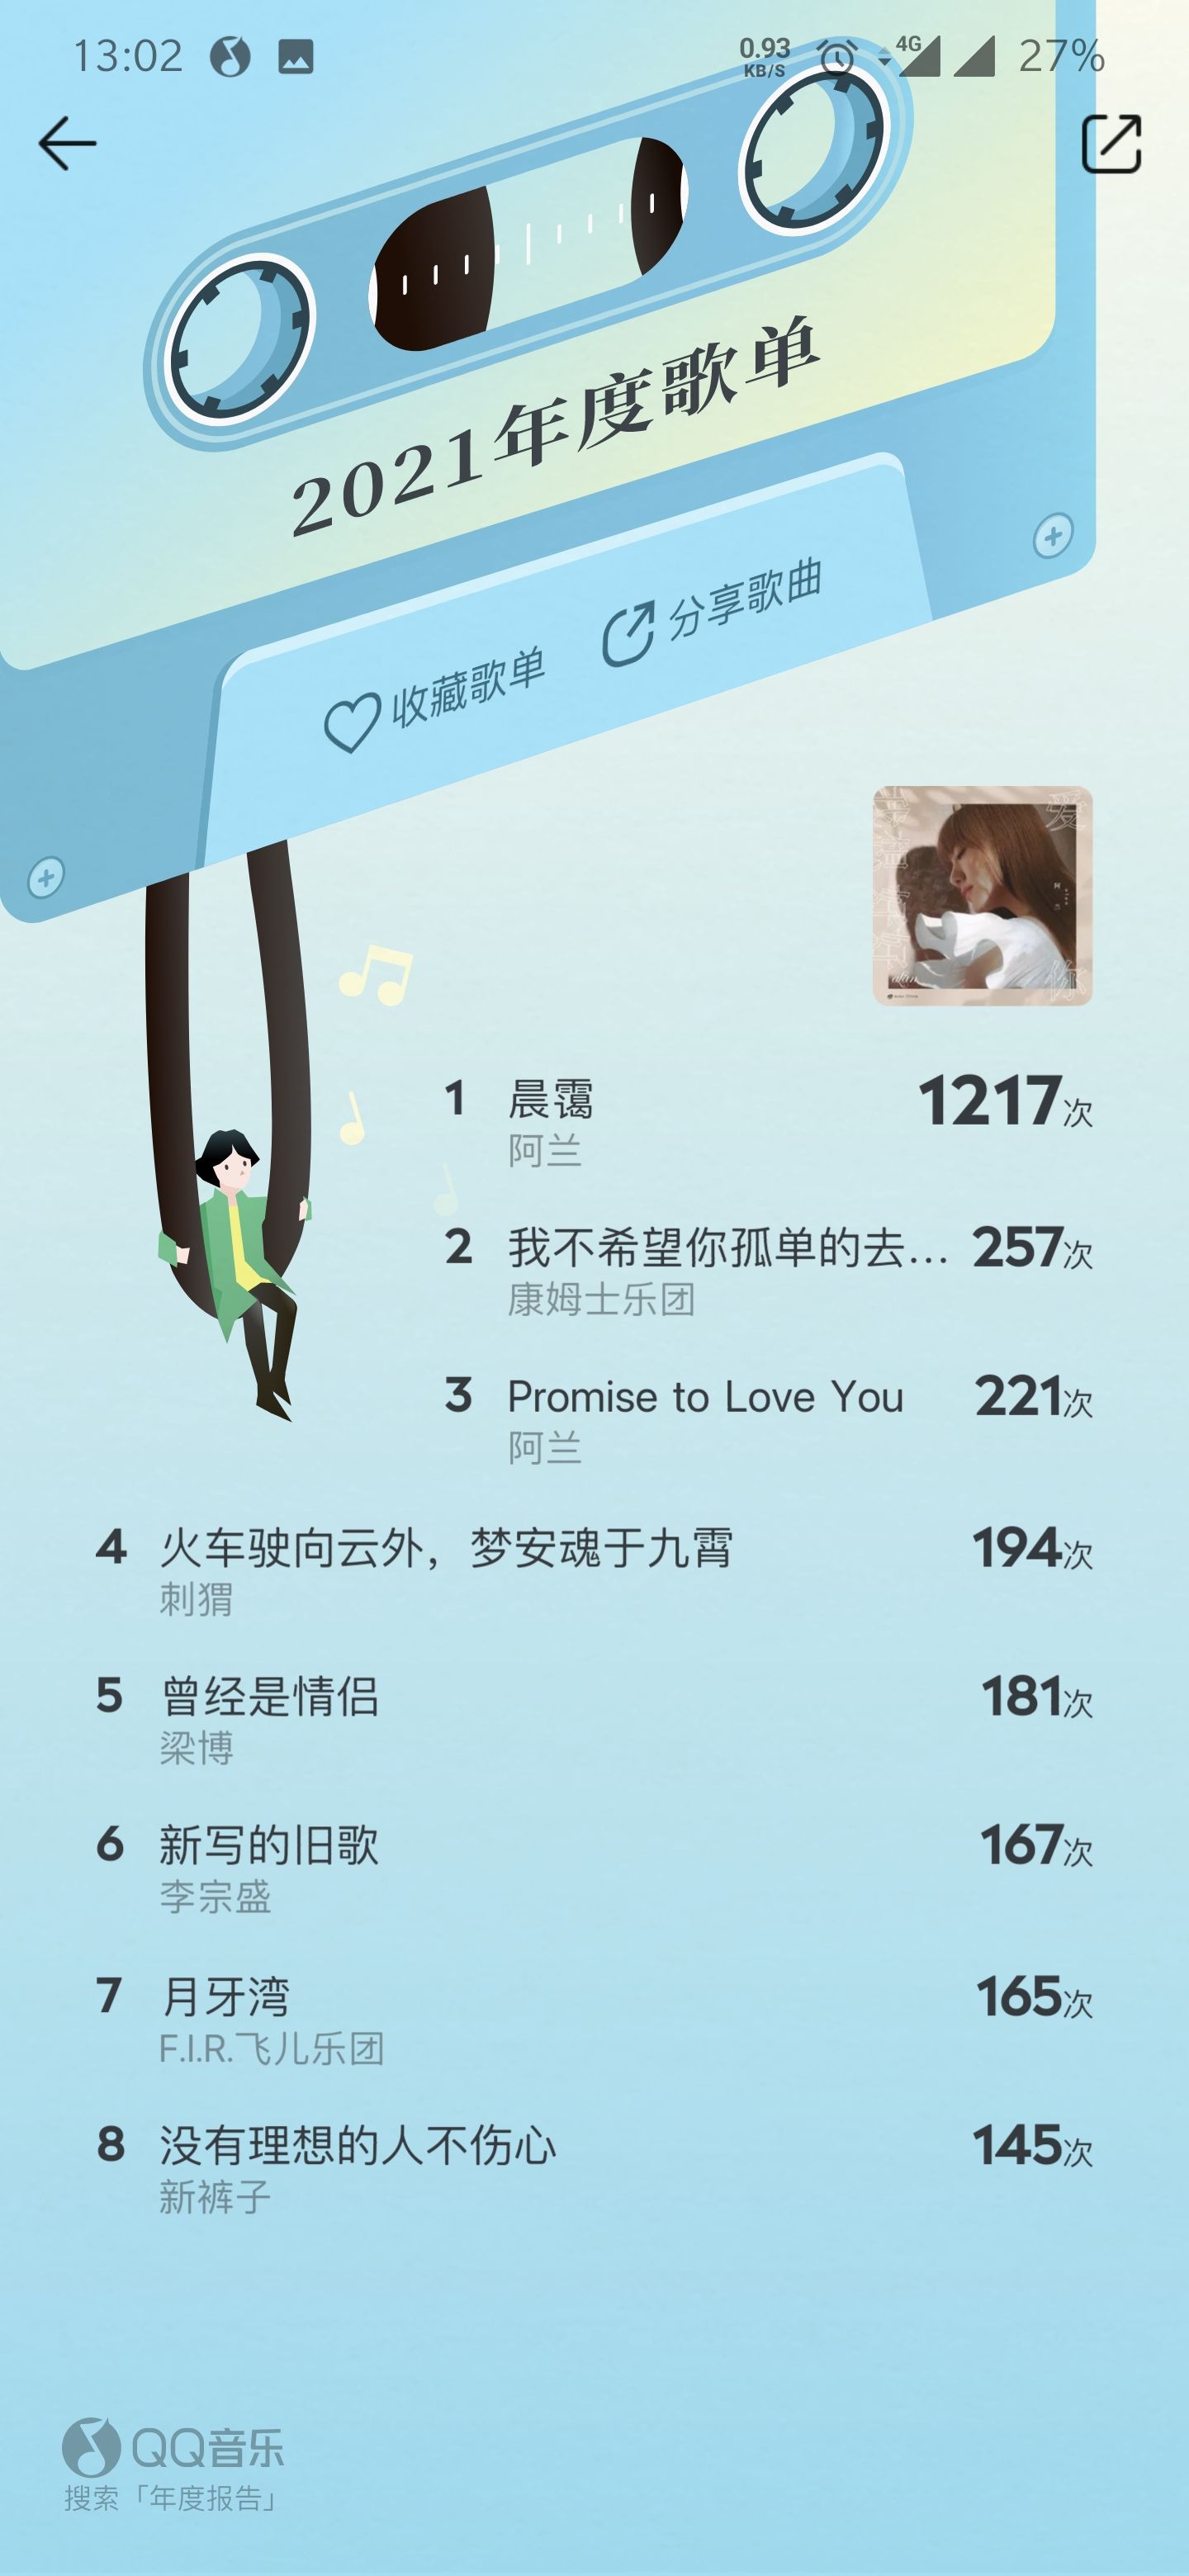 13:02
0.93
KB/S
4G
27%
2021年度歌单
收藏歌单
分享歌曲
爱
你
1 晨霭 1217次
阿兰
2 我不希望你孤单的去... 257次
康姆士乐团
3 Promise to Love You 221次
阿兰
4 火车驶向云外，梦安魂于九霄 194次
刺猬
5 曾经是情侣 181次
梁博
6 新写的旧歌 167次
李宗盛
7 月牙湾 165次
F.I.R.飞儿乐团
8 没有理想的人不伤心 145次
新裤子
QQ音乐
搜索「年度报告」